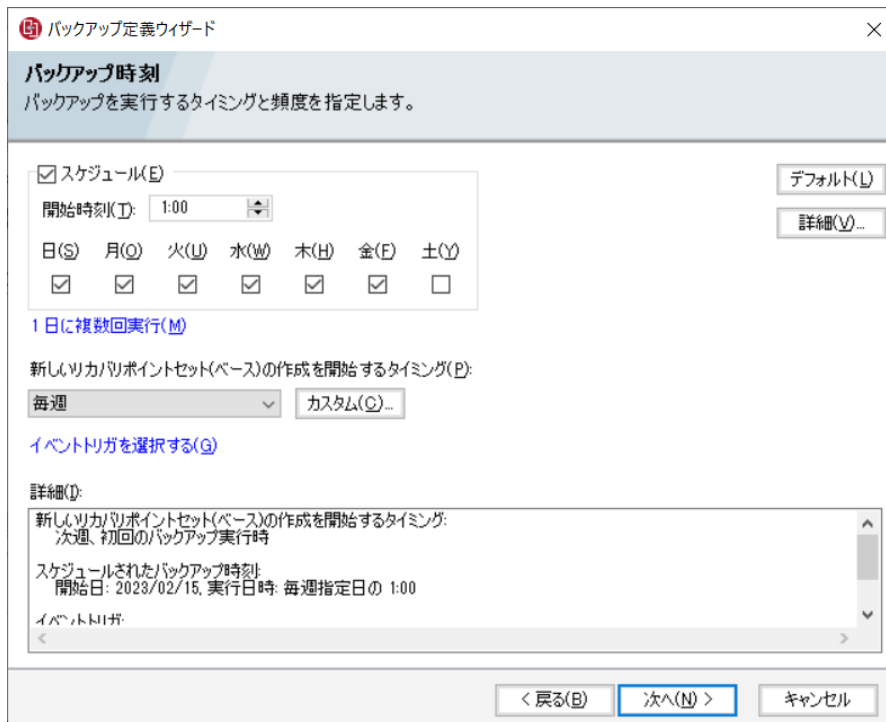 バックアップ定義ウィザード
バックアップ時刻
バックアップを実行するタイミングと頻度を指定します。
スケジュール(E)
デフォルト(L)
開始時刻(T): 1:00
詳細(V)...
日(S) 月(O) 火(U) 水(W) 木(H) 金(F) 土(Y)
1 日に複数回実行(M)
新しいリカバリポイントセット(ベース)の作成を開始するタイミング(P):
毎週 カスタム(C)...
イベントトリガを選択する(G)
詳細(I):
新しいリカバリポイントセット(ベース)の作成を開始するタイミング:
次週、初回のバックアップ実行時
スケジュールされたバックアップ時刻:
開始日: 2023/02/15, 実行日時: 毎週指定日の 1:00
イベントトリガ:
< 戻る(B) 次へ(N) > キャンセル